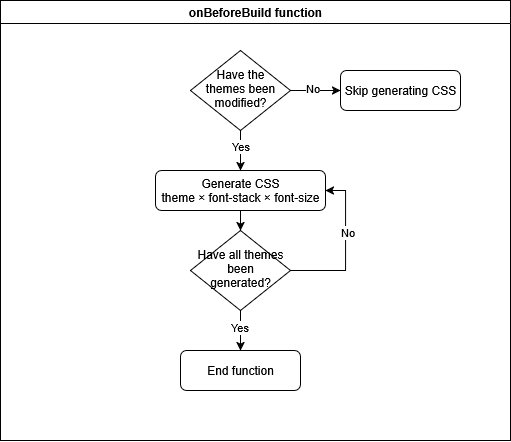 onBeforeBuild function
Have the
themes been
modified?
No
Skip generating CSS
Yes
Generate CSS
theme × font-stack × font-size
No
Have all themes
been
generated?
Yes
End function